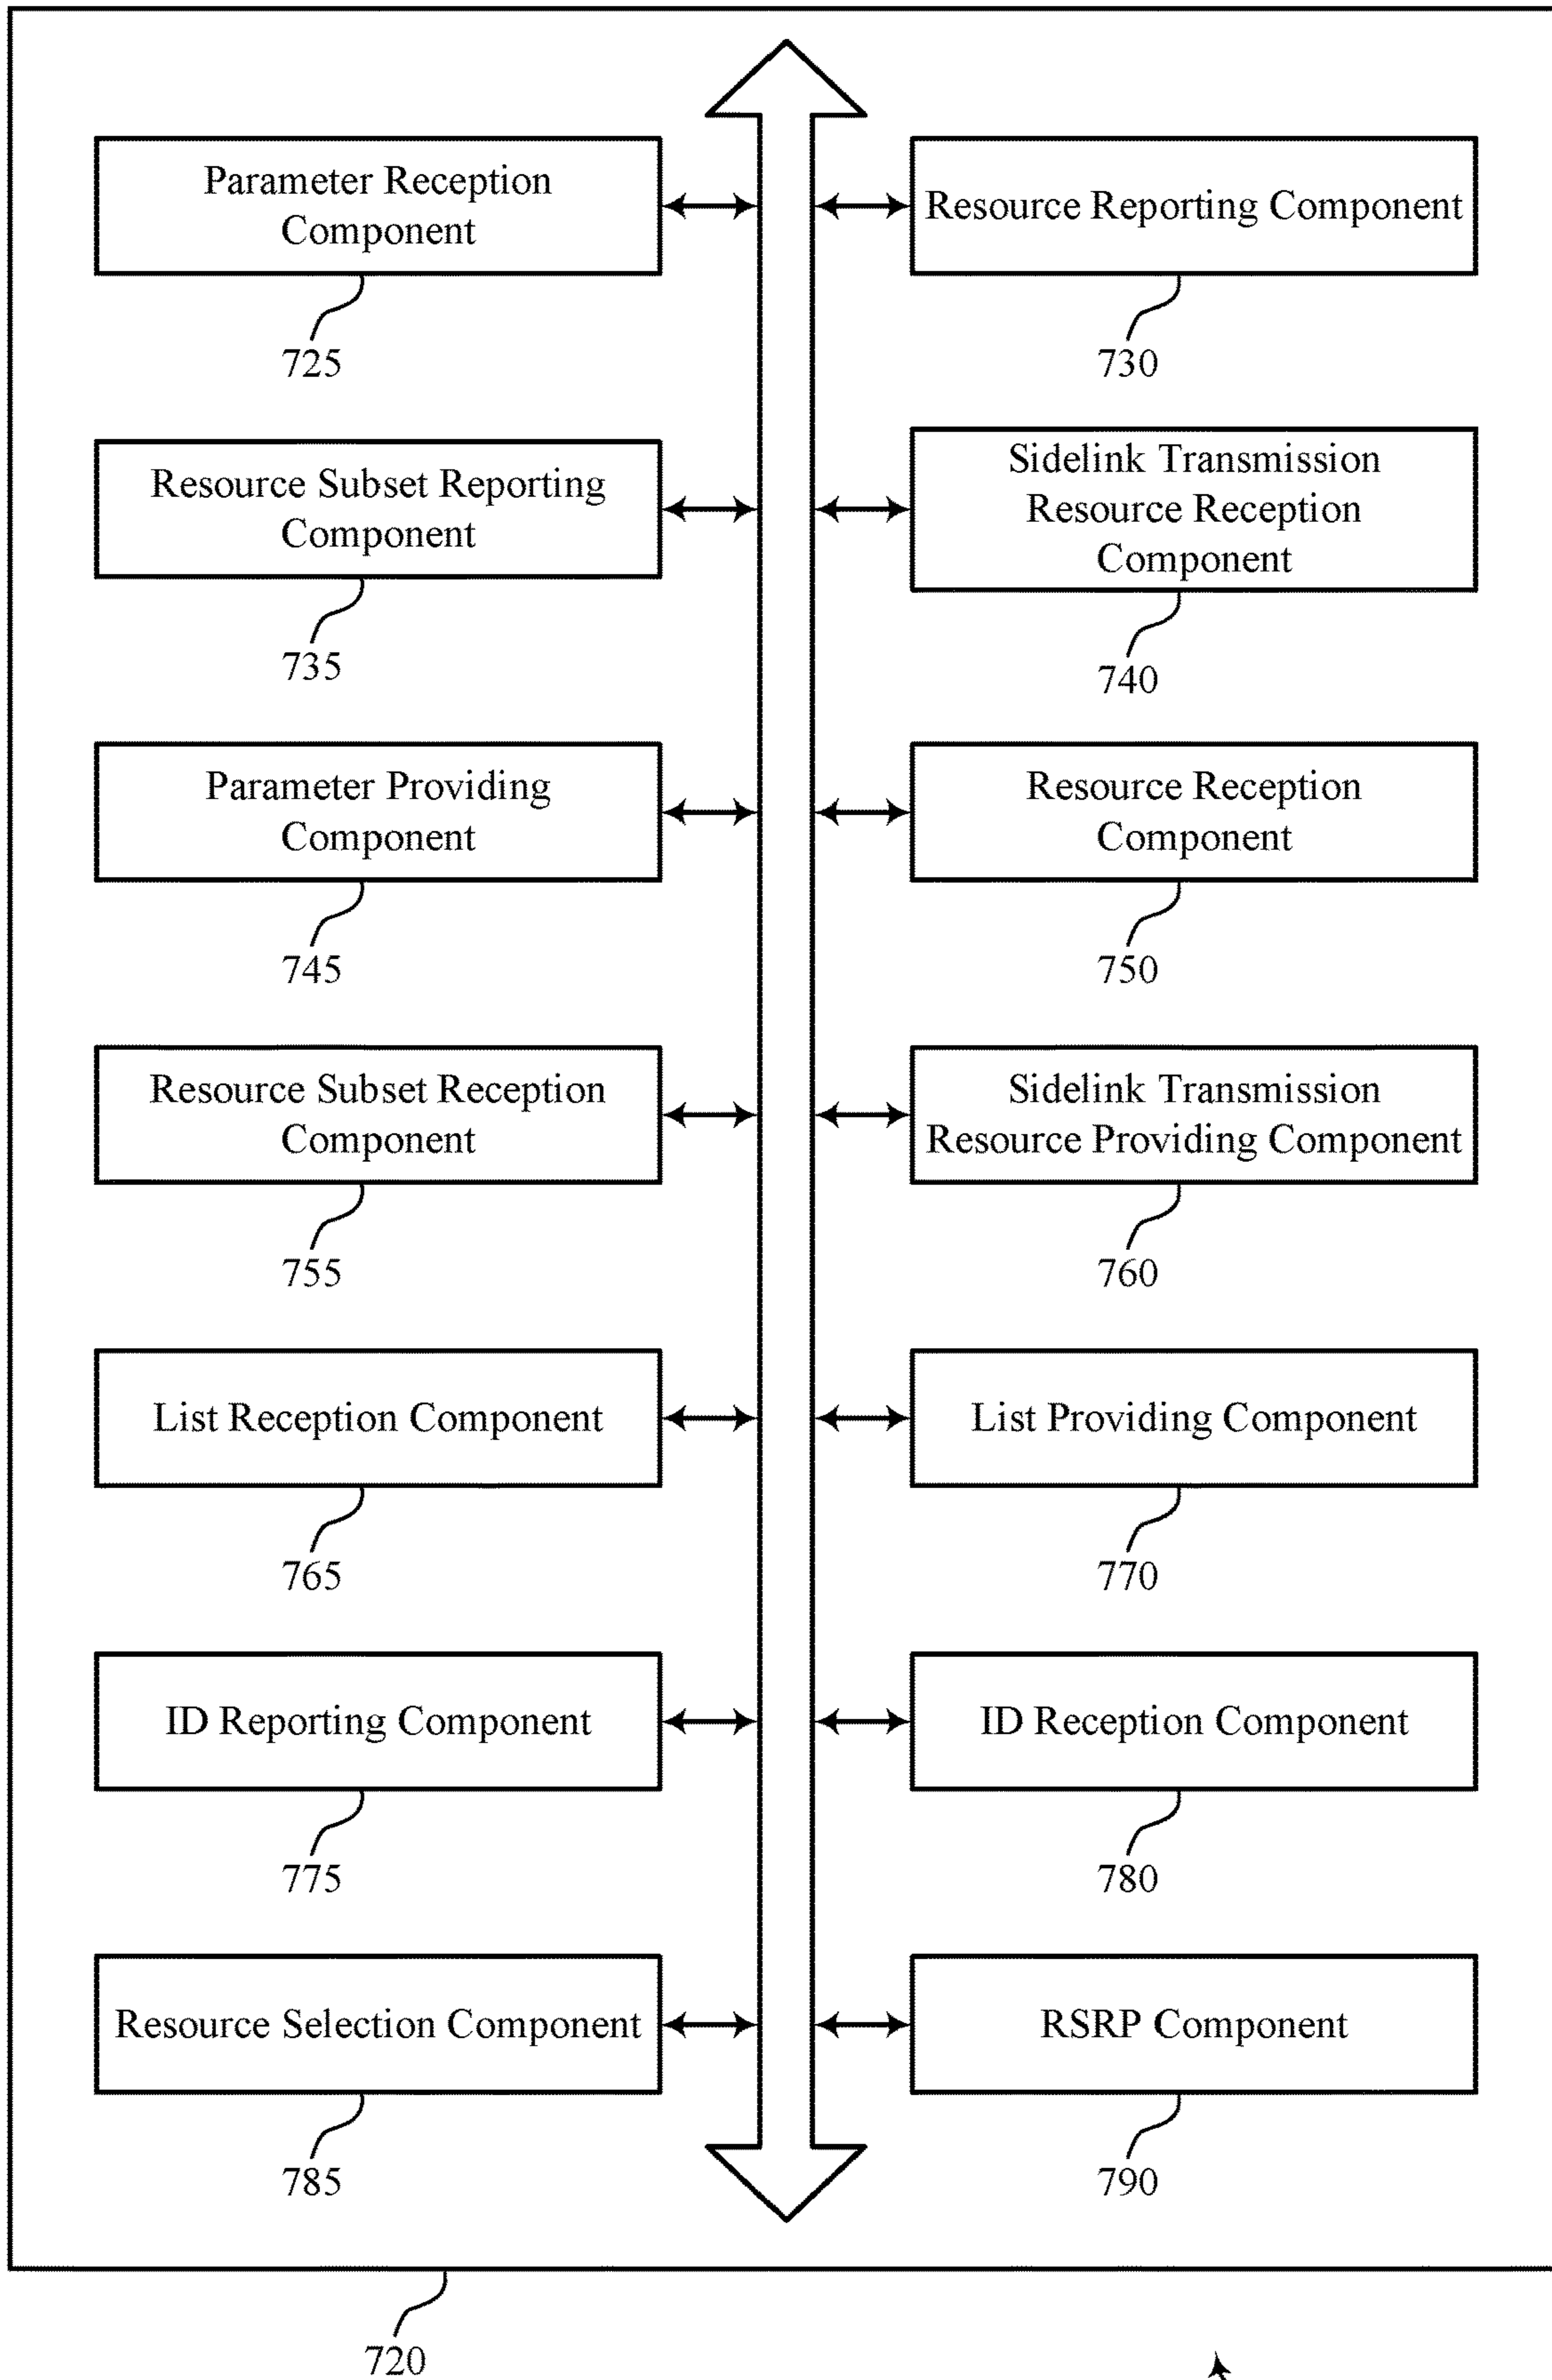 Parameter Reception
Component
725
Resource Reporting Component
730
Resource Subset Reporting
Component
735
Sidelink Transmission
Resource Reception
Component
740
Parameter Providing
Component
745
Resource Reception
Component
750
Resource Subset Reception
Component
755
Sidelink Transmission
Resource Providing Component
760
List Reception Component
765
List Providing Component
770
ID Reporting Component
775
ID Reception Component
780
Resource Selection Component
785
RSRP Component
790
720